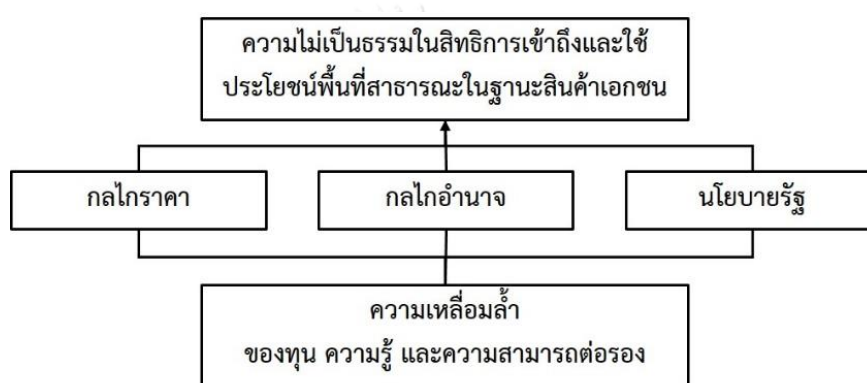 ความไม่เป็นธรรมในสิทธิการเข้าถึงและใช้
ประโยชน์พื้นที่สาธารณะในฐานะสินค้าเอกชน
กลไกราคา
กลไกอำนาจ
นโยบายรัฐ
ความเหลื่อมล้ำ
ของทุน ความรู้ และความสามารถต่อรอง